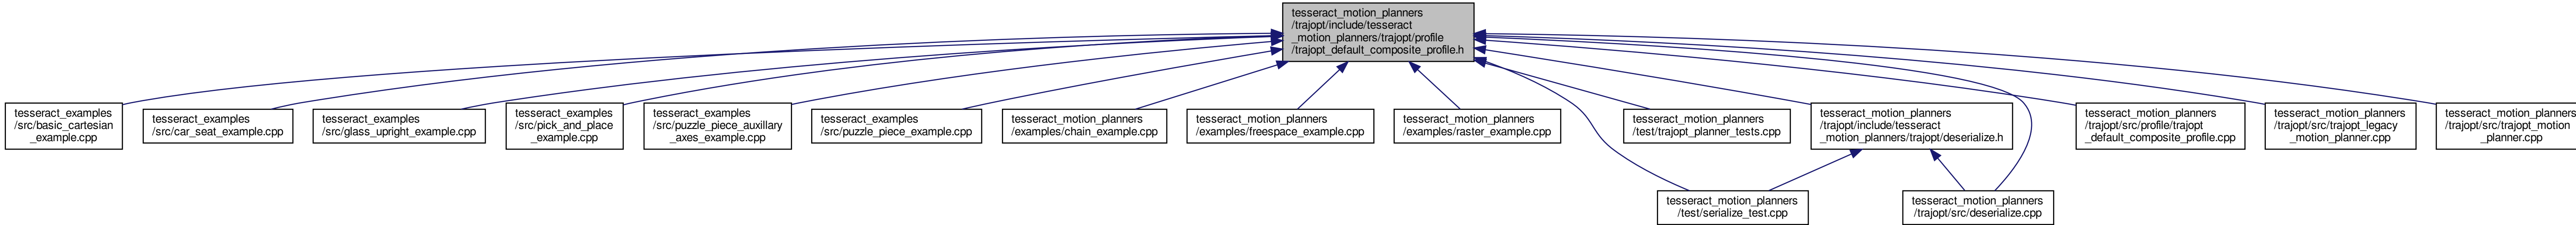 tesseract_motion_planners
/trajopt/include/tesseract
_motion_planners/trajopt/profile
/trajopt_default_composite_profile.h
tesseract_examples
/src/basic_cartesian
_example.cpp
tesseract_examples
/src/car_seat_example.cpp
tesseract_examples
/src/glass_upright_example.cpp
tesseract_examples
/src/pick_and_place
_example.cpp
tesseract_examples
/src/puzzle_piece_auxillary
_axes_example.cpp
tesseract_examples
/src/puzzle_piece_example.cpp
tesseract_motion_planners
/examples/chain_example.cpp
tesseract_motion_planners
/examples/freespace_example.cpp
tesseract_motion_planners
/examples/raster_example.cpp
tesseract_motion_planners
/test/trajopt_planner_tests.cpp
tesseract_motion_planners
/trajopt/include/tesseract
_motion_planners/trajopt/deserialize.h
tesseract_motion_planners
/trajopt/src/profile/trajopt
_default_composite_profile.cpp
tesseract_motion_planners
/trajopt/src/trajopt_legacy
_motion_planner.cpp
tesseract_motion_planners
/trajopt/src/trajopt_motion
_planner.cpp
tesseract_motion_planners
/test/serialize_test.cpp
tesseract_motion_planners
/trajopt/src/deserialize.cpp